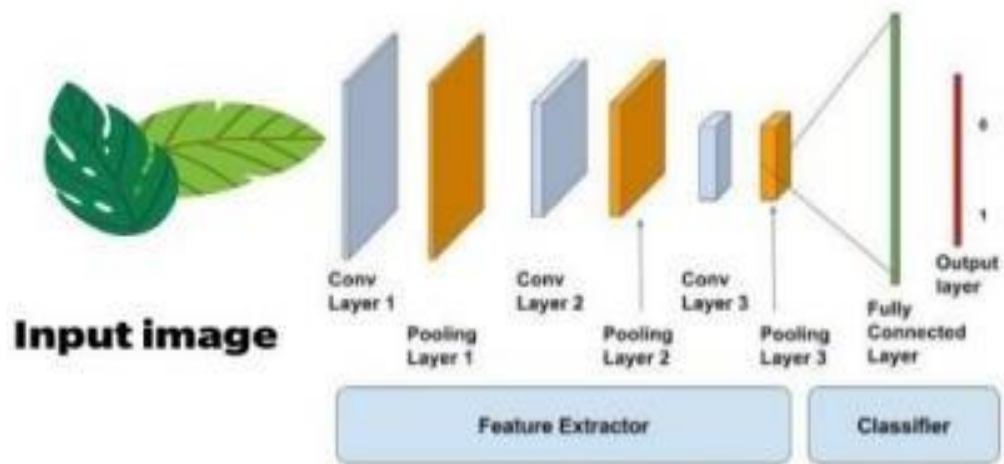 Input image
Conv
Layer 1
Pooling
Layer 1
Conv
Layer 2
Pooling
Layer 2
Conv
Layer 3
Pooling
Layer 3
Fully
Connected
Layer
6
1
Output
layer
Feature Extractor
Classifier